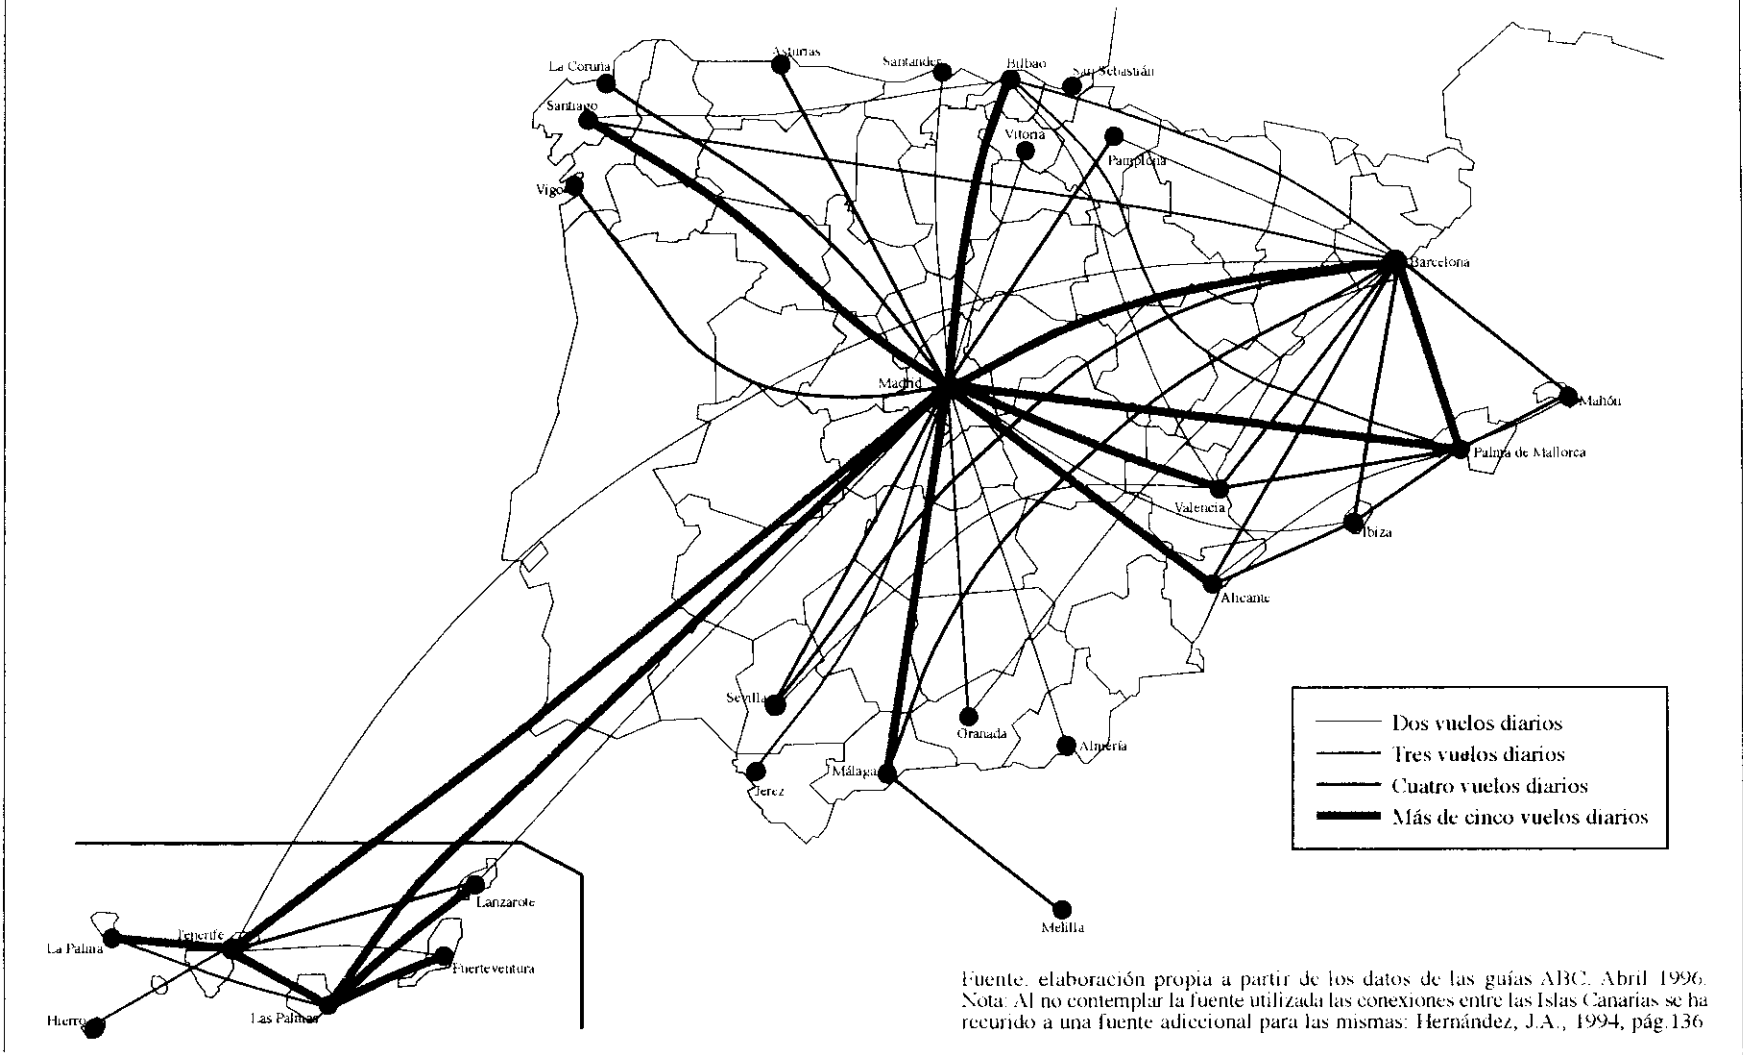 Asturias
Santander
Bilbao
La Coruña
San Sebastián
Santiago
Vitoria
Pamplona
Vigo
Barcelona
Madrid
Mahón
Palma de Mallorca
Valencia
Ibiza
Alicante
Sevilla
Granada
Almería
Málaga
Jerez
Melilla
Dos vuelos diarios
Tres vuelos diarios
Cuatro vuelos diarios
Más de cinco vuelos diarios
Lanzarote
Tenerife
La Palma
Fuerteventura
Hierro
Las Palmas
Fuente. elaboración propia a partir de los datos de las guías ABC. Abril 1996.
Nota: Al no contemplar la fuente utilizada las conexiones entre las Islas Canarias se ha
recurido a una fuente adiccional para las mismas: Hernández, J.A., 1994, pág.136